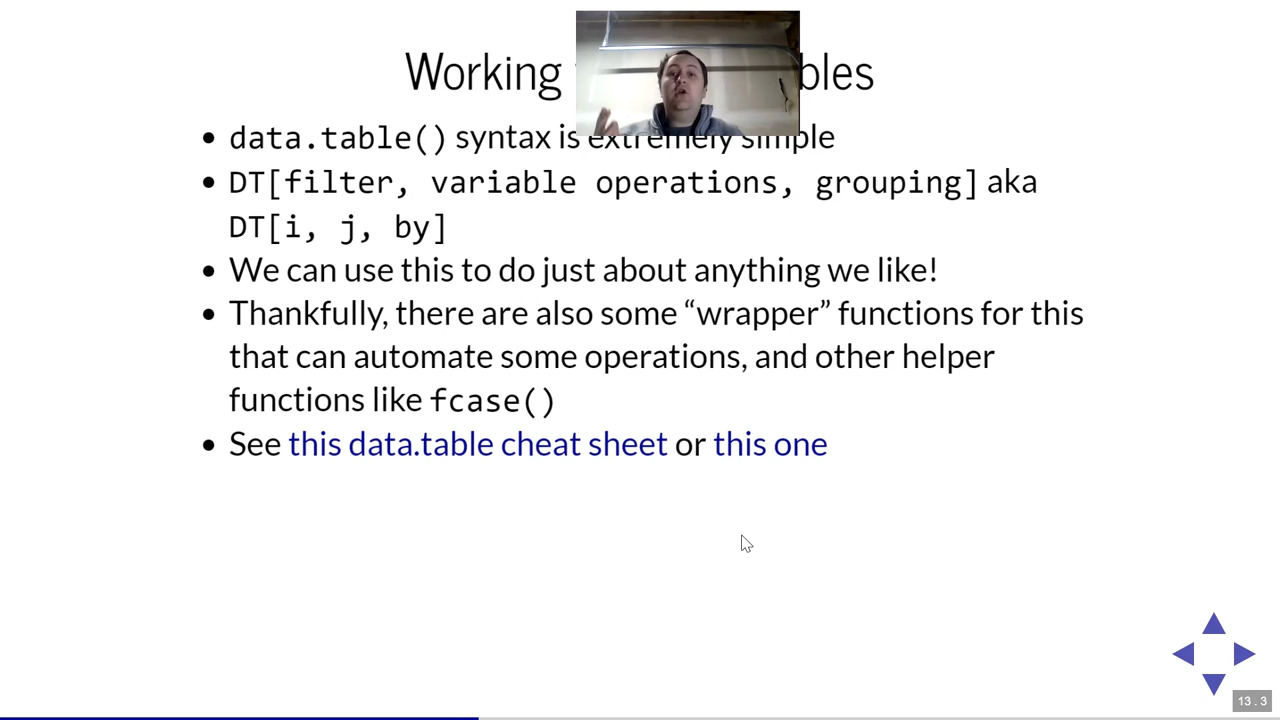 Working bles
data.table() syntax is extremely simple
DT[filter, variable operations, grouping] aka
DT[i, j, by]
We can use this to do just about anything we like!
Thankfully, there are also some “wrapper” functions for this
that can automate some operations, and other helper
functions like fcase()
See this data.table cheat sheet or this one
13.3